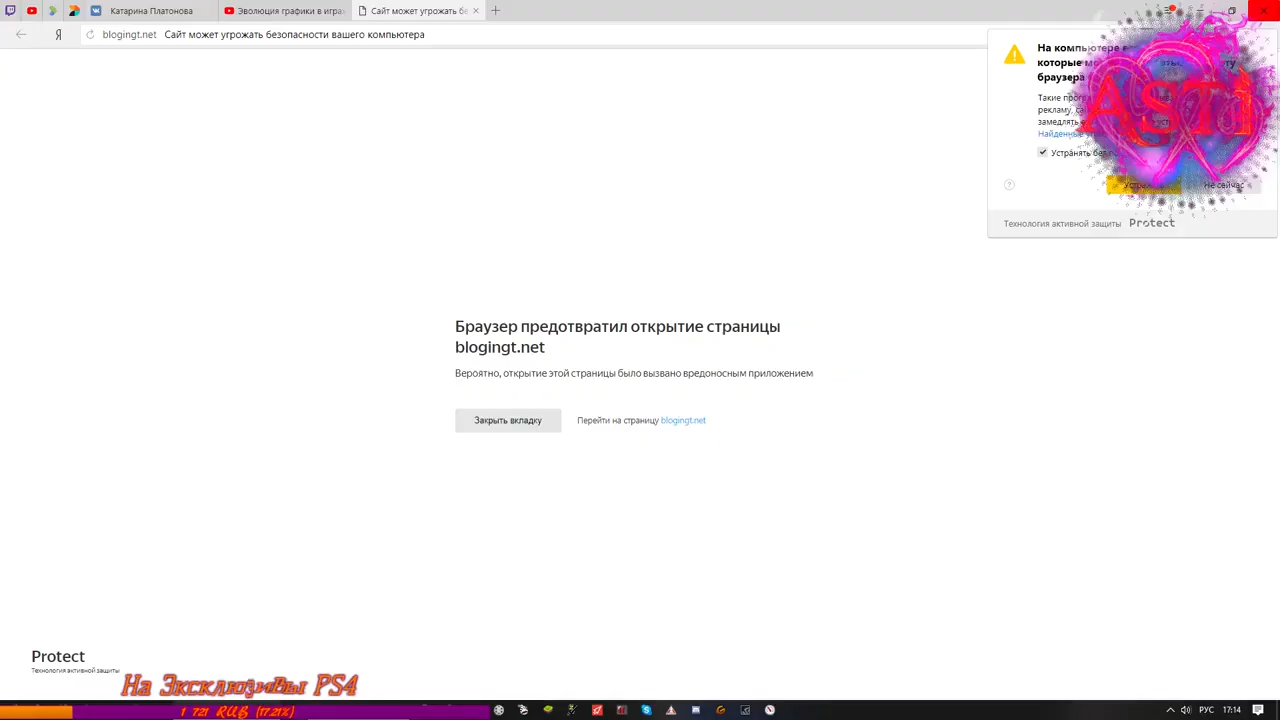 Катарина Платонова
Эволюция графики в игра
Сайт может угрожать бе
blogingt.net Сайт может угрожать безопасности вашего компьютера
На компьютере
которые
браузера
Такие
рекламу,
замедлять
Найденные
Устранять без
Не сейчас
Технология активной защиты Protect
Asti
Браузер предотвратил открытие страницы
blogingt.net
Вероятно, открытие этой страницы было вызвано вредоносным приложением
Закрыть вкладку
Перейти на страницу blogingt.net
Protect
Технология активной защиты
На Эксклюзивы PS4
1 721 RUB (17.21%)
РУС
17:14